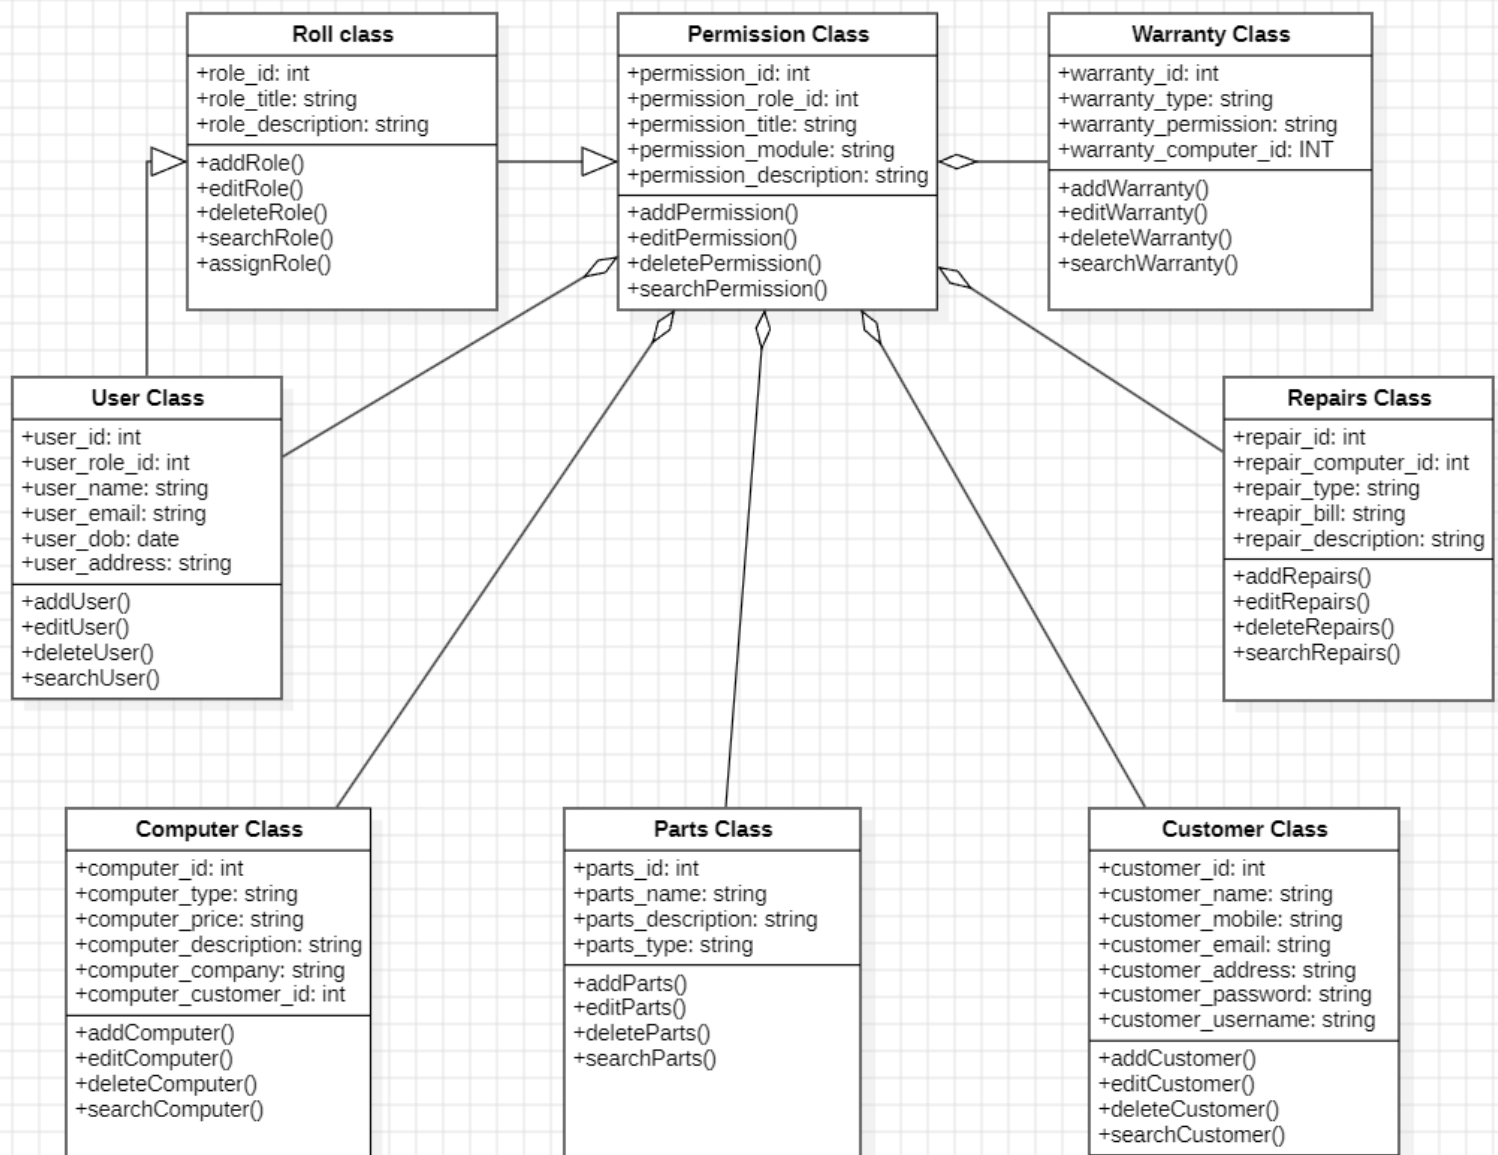 Roll class
+role_id: int
+role_title: string
+role_description: string
+addRole()
+editRole()
+deleteRole()
+searchRole()
+assignRole()
Permission Class
+permission_id: int
+permission_role_id: int
+permission_title: string
+permission_module: string
+permission_description: string
+addPermission()
+editPermission()
+deletePermission()
+searchPermission()
Warranty Class
+warranty_id: int
+warranty_type: string
+warranty_permission: string
+warranty_computer_id: INT
+addWarranty()
+editWarranty()
+deleteWarranty()
+searchWarranty()
User Class
+user_id: int
+user_role_id: int
+user_name: string
+user_email: string
+user_dob: date
+user_address: string
+addUser()
+editUser()
+deleteUser()
+searchUser()
Repairs Class
+repair_id: int
+repair_computer_id: int
+repair_type: string
+reapir_bill: string
+repair_description: string
+addRepairs()
+editRepairs()
+deleteRepairs()
+searchRepairs()
Computer Class
+computer_id: int
+computer_type: string
+computer_price: string
+computer_description: string
+computer_company: string
+computer_customer_id: int
+addComputer()
+editComputer()
+deleteComputer()
+searchComputer()
Parts Class
+parts_id: int
+parts_name: string
+parts_description: string
+parts_type: string
+addParts()
+editParts()
+deleteParts()
+searchParts()
Customer Class
+customer_id: int
+customer_name: string
+customer_mobile: string
+customer_email: string
+customer_address: string
+customer_password: string
+customer_username: string
+addCustomer()
+editCustomer()
+deleteCustomer()
+searchCustomer()